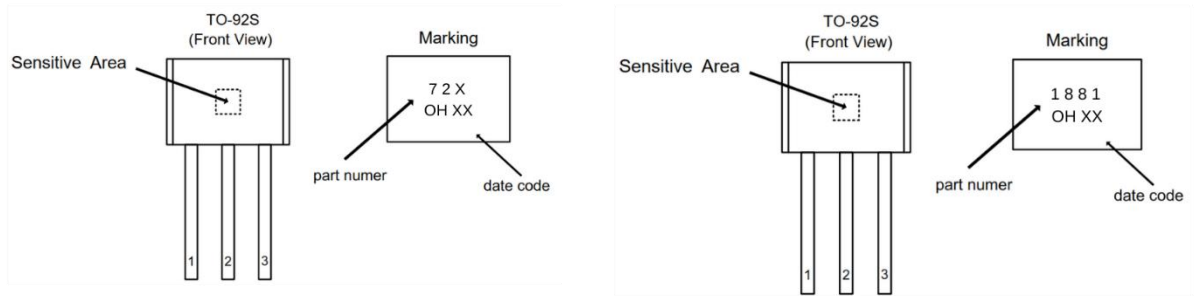 TO-92S
(Front View)
Sensitive Area
Marking
7 2 X
OH XX
part numer
date code
1
2
3
TO-92S
(Front View)
Sensitive Area
Marking
1 8 8 1
OH XX
part numer
date code
1
2
3